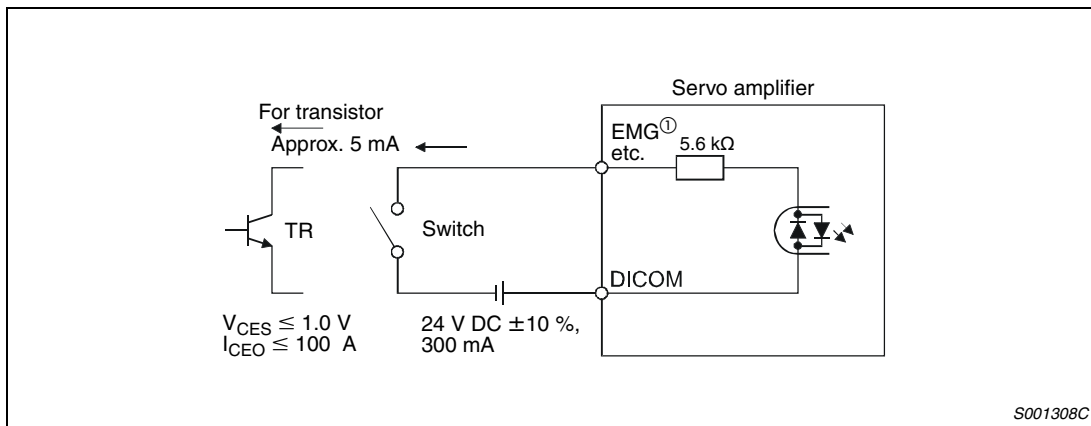 Servo amplifier
For transistor
Approx. 5 mA
EMG①
etc.
5.6 kΩ
TR
Switch
DICOM
VCES ≤ 1.0 V
ICEO ≤ 100 A
24 V DC ±10 %,
300 mA
S001308C